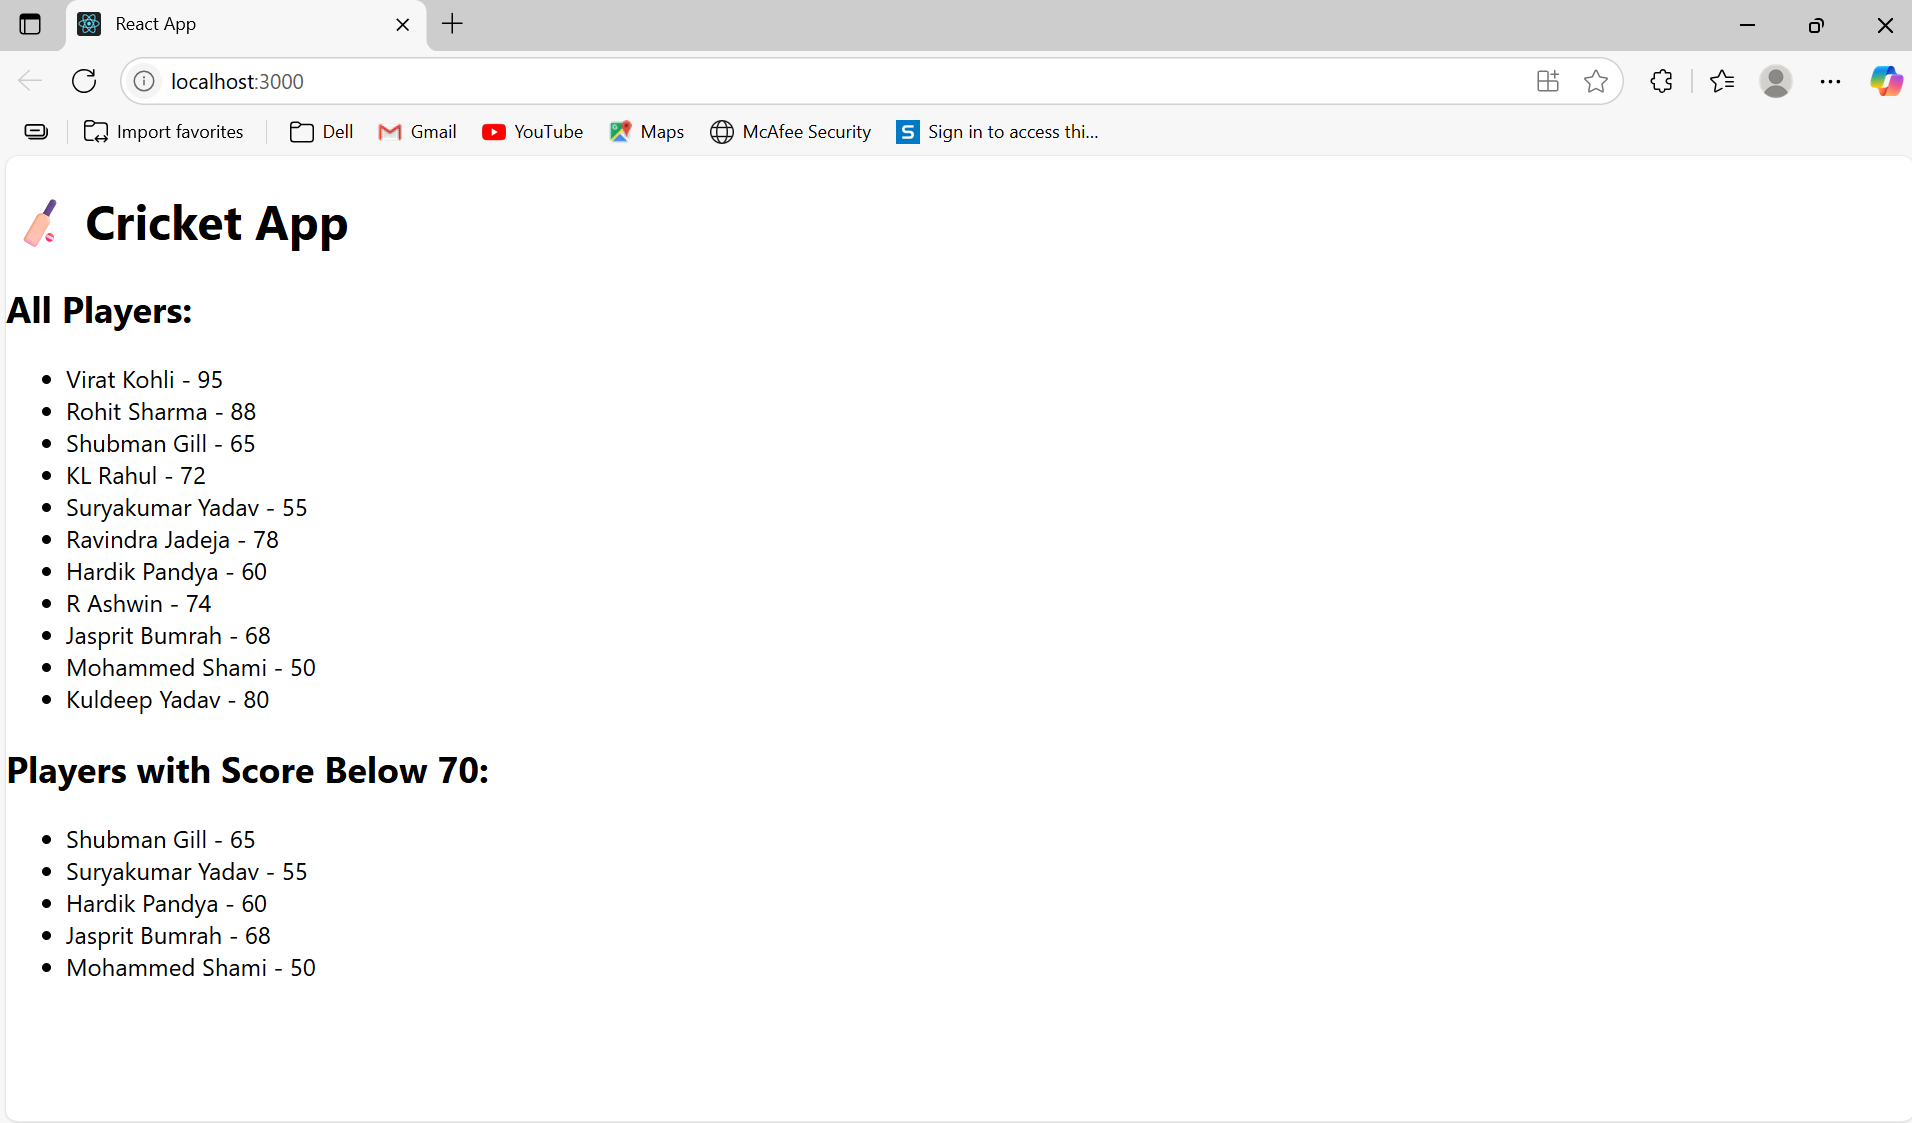 React App
localhost:3000
Import favorites Dell Gmail YouTube Maps McAfee Security S Sign in to access thi...
Cricket App
All Players:
• Virat Kohli - 95
• Rohit Sharma - 88
• Shubman Gill - 65
• KL Rahul - 72
• Suryakumar Yadav - 55
• Ravindra Jadeja - 78
• Hardik Pandya - 60
• R Ashwin - 74
• Jasprit Bumrah - 68
• Mohammed Shami - 50
• Kuldeep Yadav - 80
Players with Score Below 70:
• Shubman Gill - 65
• Suryakumar Yadav - 55
• Hardik Pandya - 60
• Jasprit Bumrah - 68
• Mohammed Shami - 50